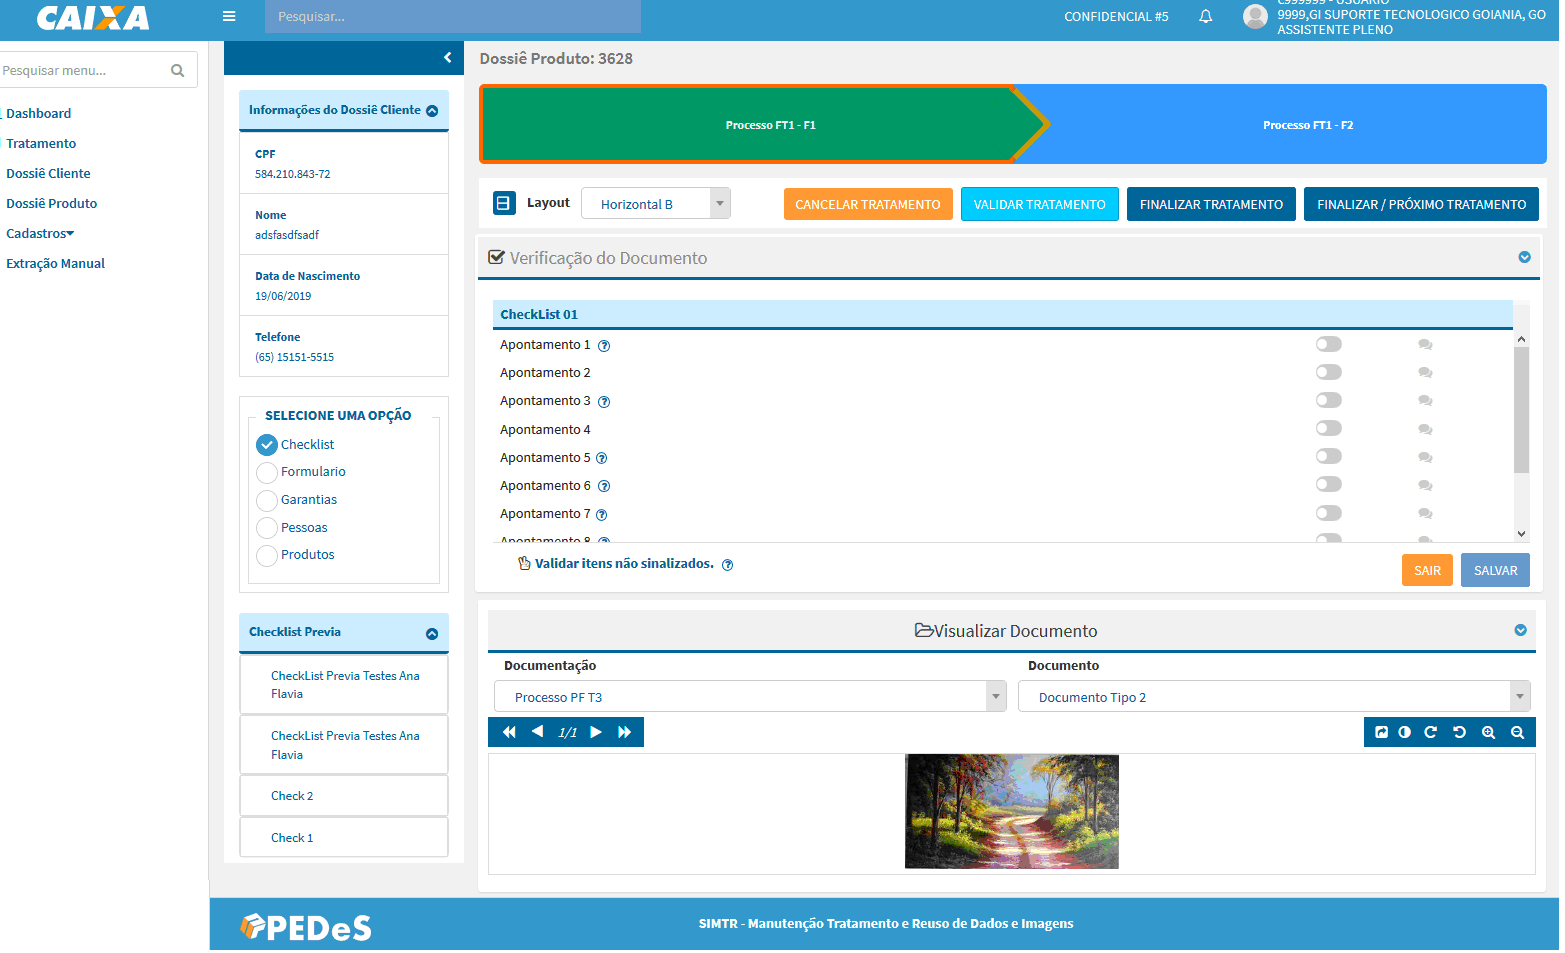 CAIXA
Pesquisar...
CONFIDENCIAL #5
C999999 - USUARIO
9999,GI SUPORTE TECNOLOGICO GOIANIA, GO
ASSISTENTE PLENO
Pesquisar menu...
Dashboard
Tratamento
Dossiê Cliente
Dossiê Produto
Cadastros
Extração Manual
Informações do Dossiê Cliente
CPF
584.210.843-72
Nome
adsfasdfsadf
Data de Nascimento
19/06/2019
Telefone
(65) 15151-5515
SELECIONE UMA OPÇÃO
Checklist
Formulario
Garantias
Pessoas
Produtos
Checklist Previa
CheckList Previa Testes Ana
Flavia
CheckList Previa Testes Ana
Flavia
Check 2
Check 1
Dossiê Produto: 3628
Processo FT1 - F1
Processo FT1 - F2
Layout
Horizontal B
CANCELAR TRATAMENTO
VALIDAR TRATAMENTO
FINALIZAR TRATAMENTO
FINALIZAR / PRÓXIMO TRATAMENTO
Verificação do Documento
CheckList 01
Apontamento 1
Apontamento 2
Apontamento 3
Apontamento 4
Apontamento 5
Apontamento 6
Apontamento 7
Apontamento 8
Validar itens não sinalizados.
SAIR
SALVAR
Visualizar Documento
Documentação
Documento
Processo PF T3
Documento Tipo 2
1/1
PEDeS
SIMTR - Manutenção Tratamento e Reuso de Dados e Imagens